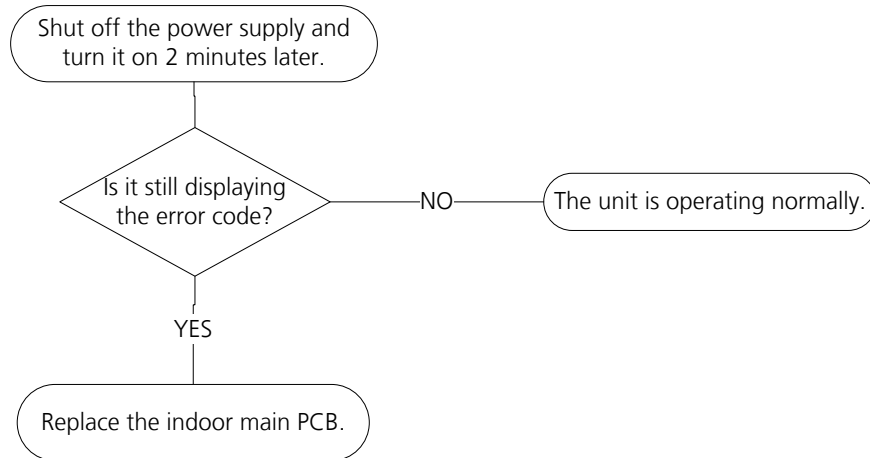 Shut off the power supply and
turn it on 2 minutes later.
Is it still displaying
the error code?
NO
The unit is operating normally.
YES
Replace the indoor main PCB.